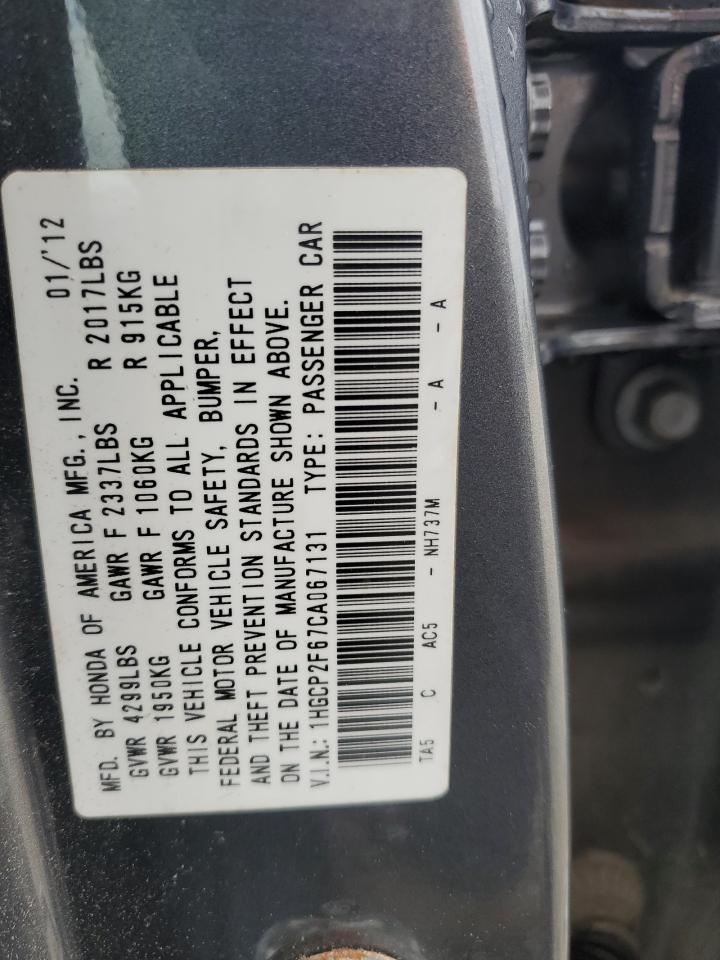 MFD. BY HONDA OF AMERICA MFG., INC. 01/'12
GVWR 4299LBS GAWR F 2337LBS R 2017LBS
GVWR 1950KG GAWR F 1060KG R 915KG
THIS VEHICLE CONFORMS TO ALL APPLICABLE
FEDERAL MOTOR VEHICLE SAFETY, BUMPER,
AND THEFT PREVENTION STANDARDS IN EFFECT
ON THE DATE OF MANUFACTURE SHOWN ABOVE.
V.I.N.: 1HGCP2F67CA067131 TYPE: PASSENGER CAR
TA5 C AC5 - NH737M - A - A